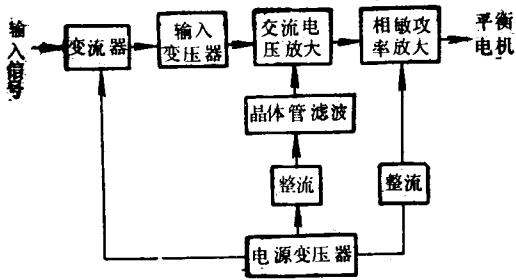 输入信号
变流器
输入
变压器
交流电
压放大
相敏攻
率放大
平衡
电机
晶体管滤波
整流
整流
电源变压器